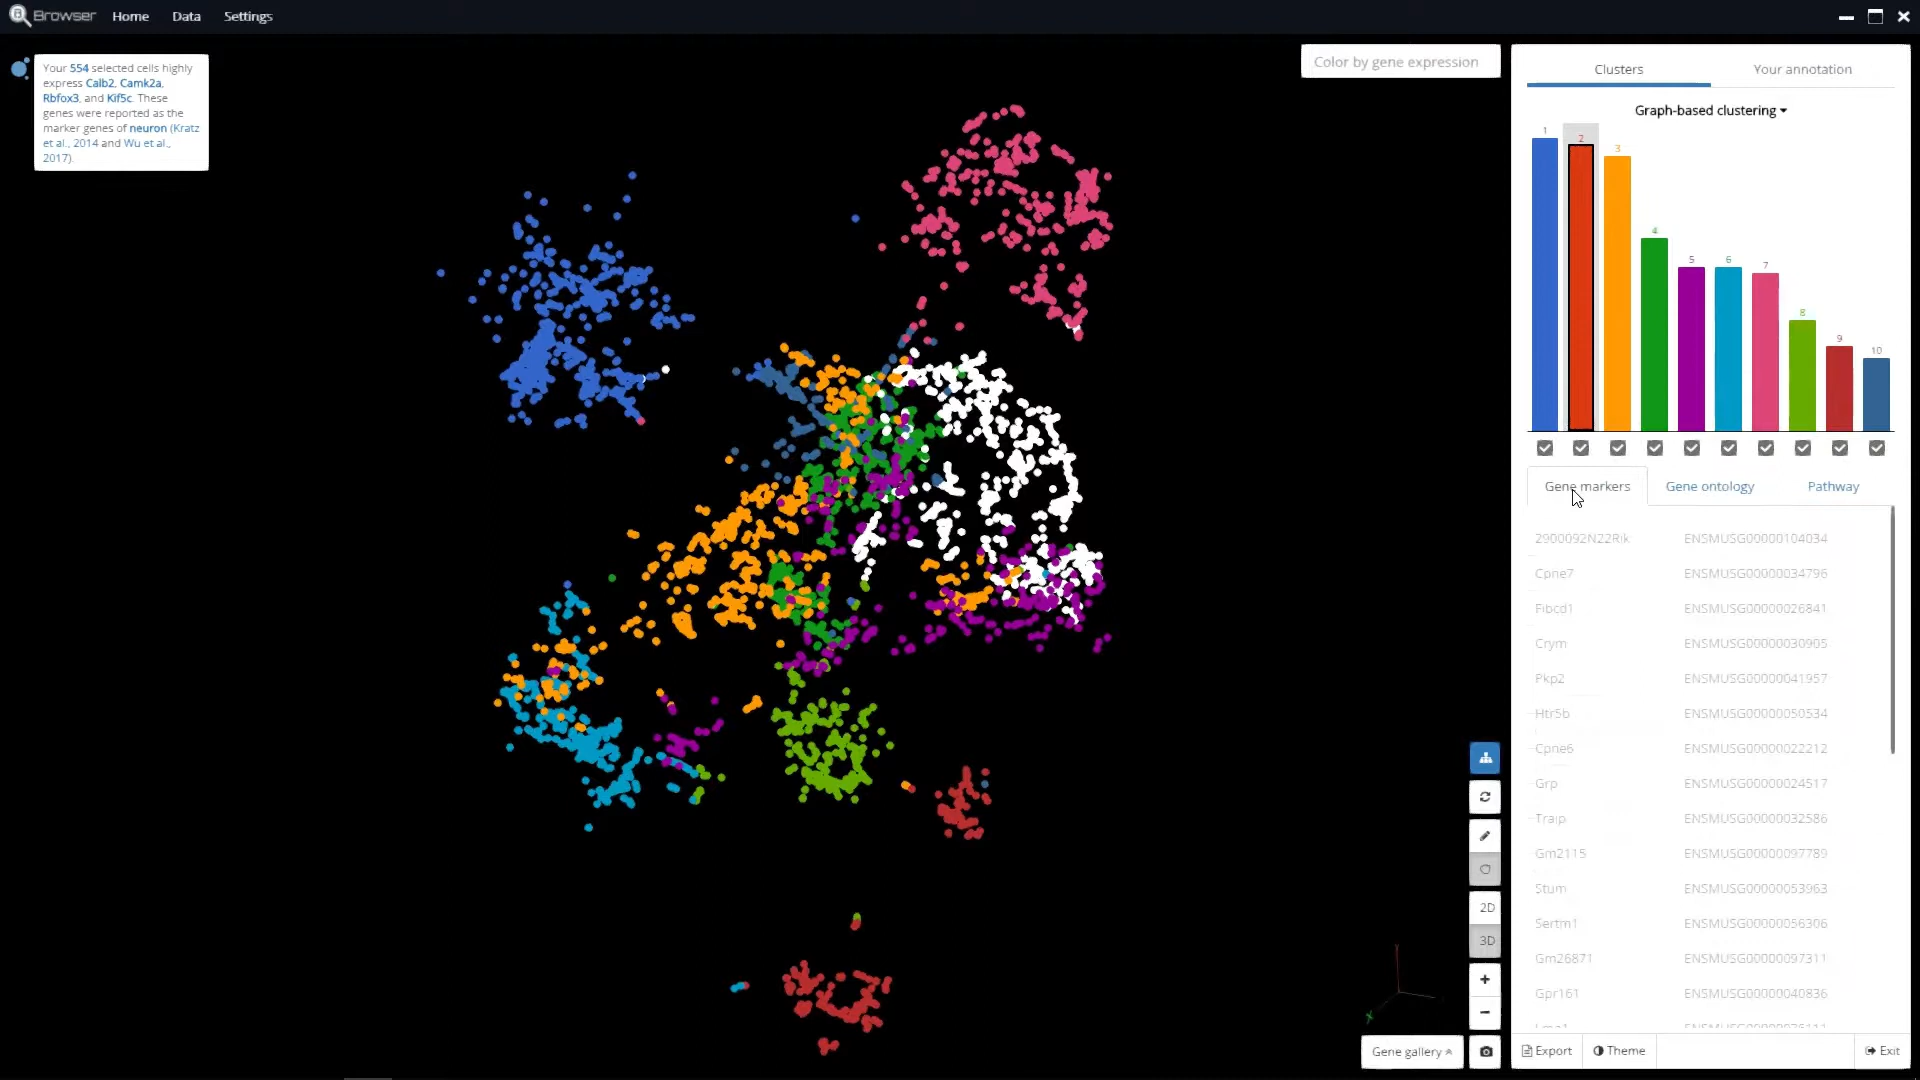 Browser Home Data Settings
Your 554 selected cells highly
express Calb2, Camk2a,
Rbfox3, and Kif5c. These
genes were reported as the
marker genes of neuron (Kratz
et al., 2014 and Wu et al.,
2017).
Color by gene expression
Clusters Your annotation
Graph-based clustering
1 2 3 4 5 6 7 8 9 10
Gene markers Gene ontology Pathway
2900092N22Rik ENSMUSG00000104034
Cpne7 ENSMUSG00000034796
Fibcd1 ENSMUSG00000026841
Crym ENSMUSG00000030905
Pkp2 ENSMUSG00000041957
Htr5b ENSMUSG00000050534
Cpne6 ENSMUSG00000022212
Grp ENSMUSG00000024517
Traip ENSMUSG00000032586
Gm2115 ENSMUSG00000097789
Stum ENSMUSG00000053963
Sertm1 ENSMUSG00000056306
Gm26871 ENSMUSG00000097311
Gpr161 ENSMUSG00000040836
2D
3D
Gene gallery
Export Theme Exit